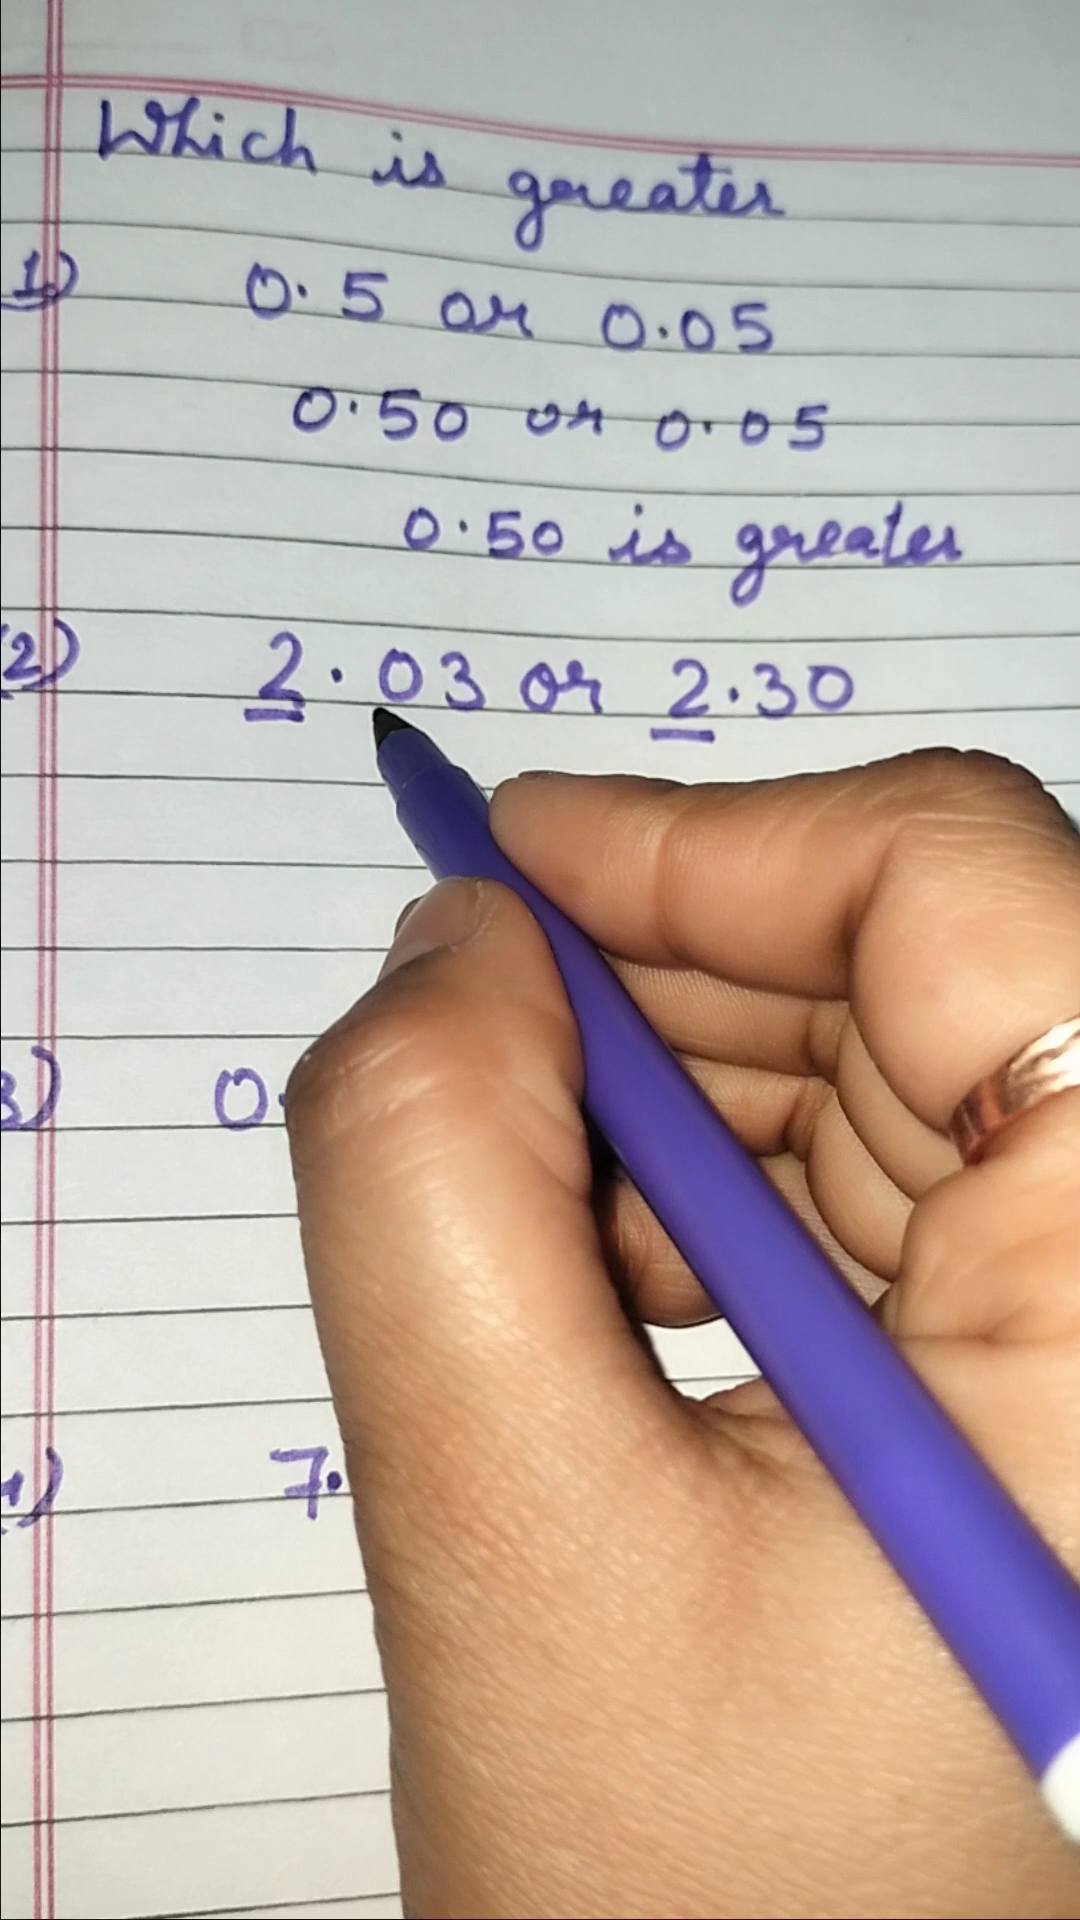 Which is greater
1) 0.5 or 0.05
0.50 or 0.05
0.50 is greater
(2) 2.03 or 2.30
3) 0.
7.